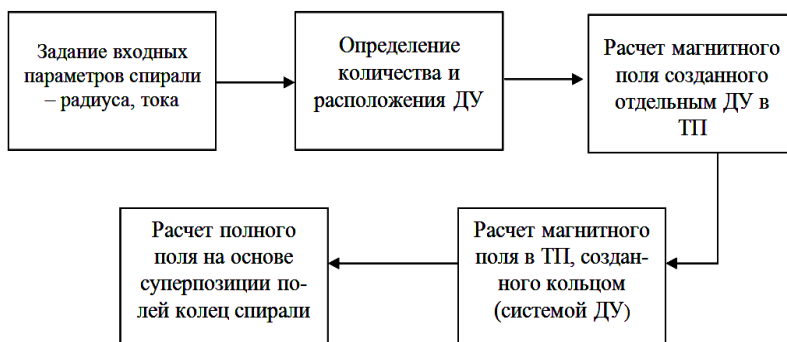 Задание входных
параметров спирали
– радиуса, тока
Определение
количества и
расположения ДУ
Расчет магнитного
поля созданного
отдельным ДУ в
ТП
Расчет магнитного
поля в ТП, создан-
ного кольцом
(системой ДУ)
Расчет полного
поля на основе
суперпозиции по-
лей колец спирали